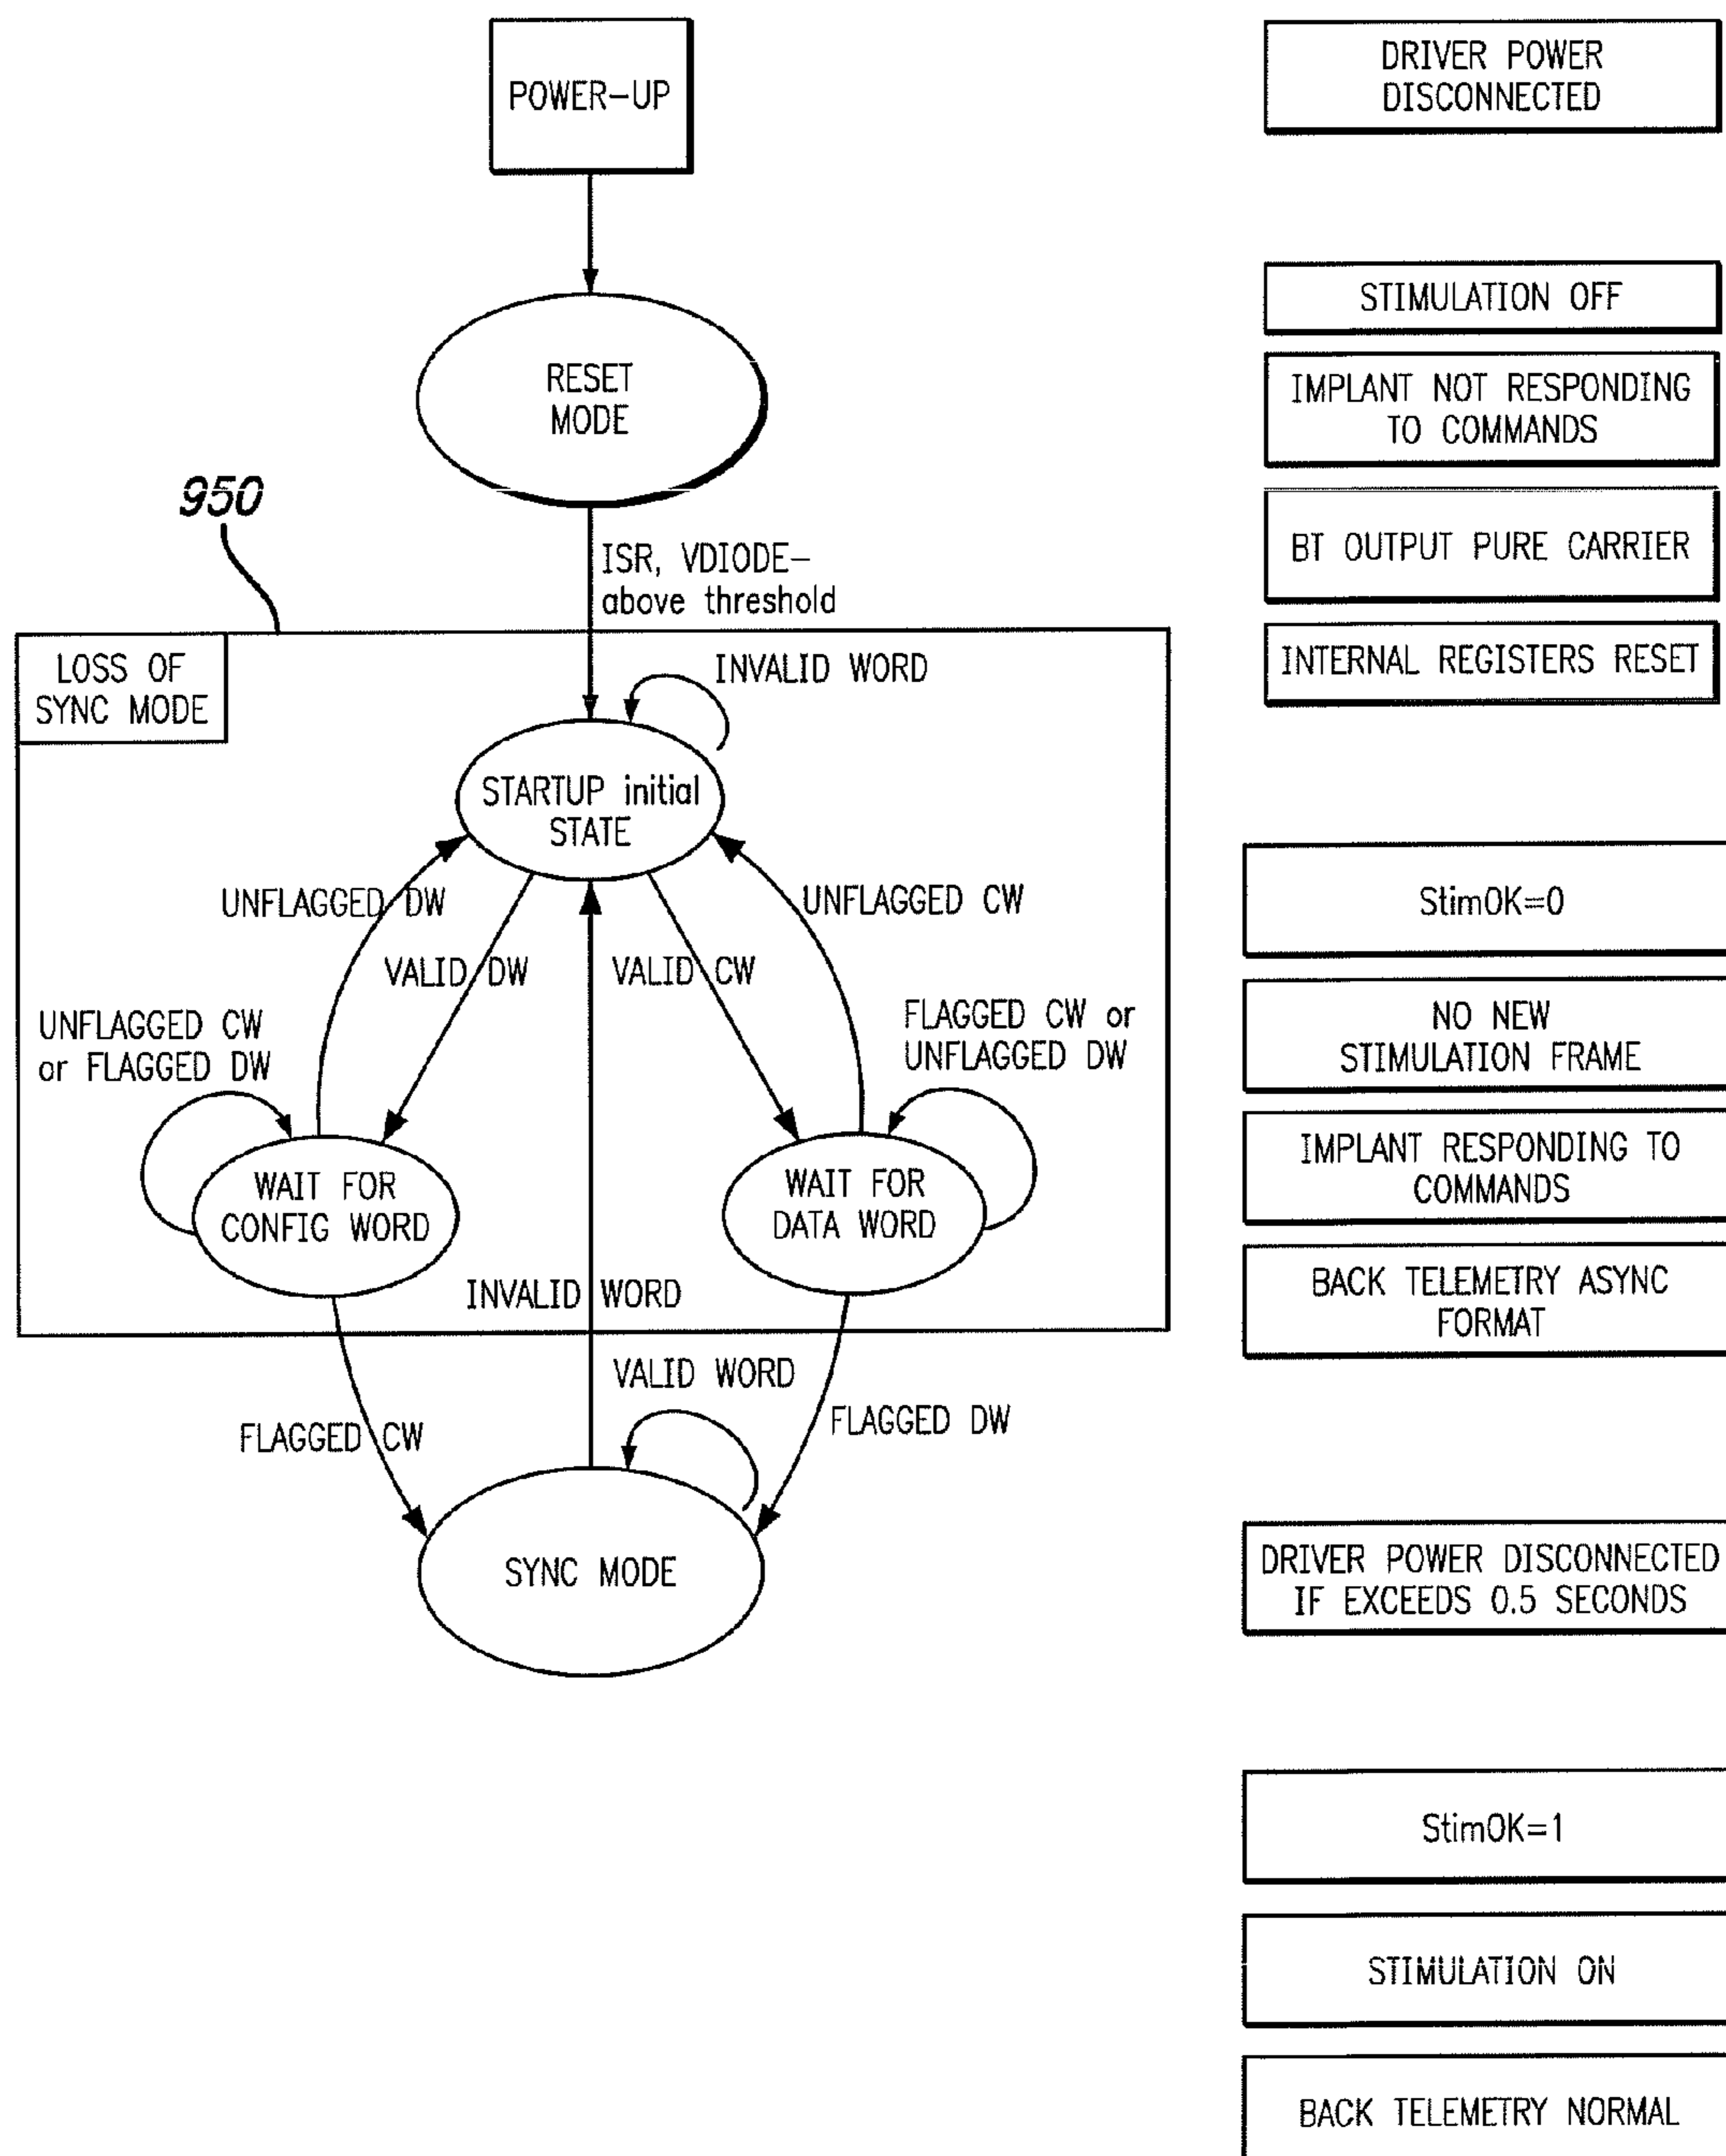 POWER-UP
DRIVER POWER
DISCONNECTED
RESET
MODE
STIMULATION OFF
IMPLANT NOT RESPONDING
TO COMMANDS
BT OUTPUT PURE CARRIER
INTERNAL REGISTERS RESET
950
ISR, VDIODE-
above threshold
LOSS OF
SYNC MODE
INVALID WORD
STARTUP initial
STATE
UNFLAGGED DW
VALID DW
VALID CW
UNFLAGGED CW
UNFLAGGED CW
or FLAGGED DW
FLAGGED CW or
UNFLAGGED DW
WAIT FOR
CONFIG WORD
WAIT FOR
DATA WORD
INVALID WORD
VALID WORD
FLAGGED CW
FLAGGED DW
SYNC MODE
StimOK=0
NO NEW
STIMULATION FRAME
IMPLANT RESPONDING TO
COMMANDS
BACK TELEMETRY ASYNC
FORMAT
DRIVER POWER DISCONNECTED
IF EXCEEDS 0.5 SECONDS
StimOK=1
STIMULATION ON
BACK TELEMETRY NORMAL